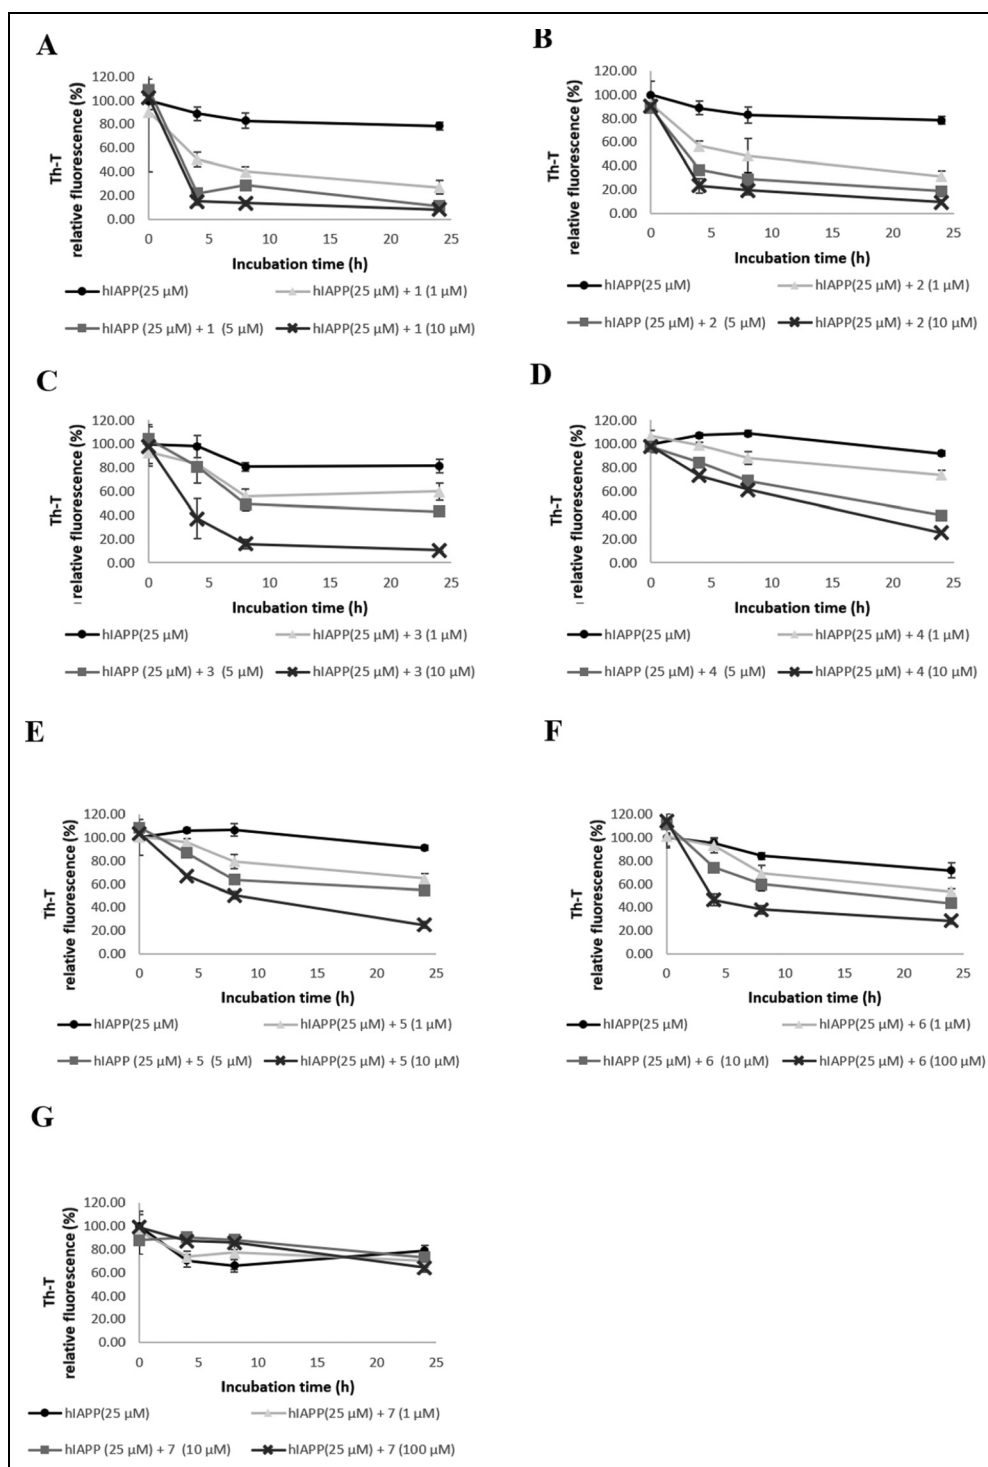 A
Th-T
relative fluorescence (%)
120.00
100.00
80.00
60.00
40.00
20.00
0.00
0 5 10 15 20 25
Incubation time (h)
hIAPP(25 µM) hIAPP(25 µM) + 1 (1 µM)
hIAPP (25 µM) + 1 (5 µM) hIAPP(25 µM) + 1 (10 µM)
B
Th-T
relative fluorescence (%)
120.00
100.00
80.00
60.00
40.00
20.00
0.00
0 5 10 15 20 25
Incubation time (h)
hIAPP(25 µM) hIAPP(25 µM) + 2 (1 µM)
hIAPP (25 µM) + 2 (5 µM) hIAPP(25 µM) + 2 (10 µM)
C
Th-T
relative fluorescence (%)
120.00
100.00
80.00
60.00
40.00
20.00
0.00
0 5 10 15 20 25
Incubation time (h)
hIAPP(25 µM) hIAPP(25 µM) + 3 (1 µM)
hIAPP (25 µM) + 3 (5 µM) hIAPP(25 µM) + 3 (10 µM)
D
Th-T
relative fluorescence (%)
120.00
100.00
80.00
60.00
40.00
20.00
0.00
0 5 10 15 20 25
Incubation time (h)
hIAPP(25 µM) hIAPP(25 µM) + 4 (1 µM)
hIAPP (25 µM) + 4 (5 µM) hIAPP(25 µM) + 4 (10 µM)
E
Th-T
relative fluorescence (%)
120.00
100.00
80.00
60.00
40.00
20.00
0.00
0 5 10 15 20 25
Incubation time (h)
hIAPP(25 µM) hIAPP(25 µM) + 5 (1 µM)
hIAPP (25 µM) + 5 (5 µM) hIAPP(25 µM) + 5 (10 µM)
F
Th-T
relative fluorescence (%)
120.00
100.00
80.00
60.00
40.00
20.00
0.00
0 5 10 15 20 25
Incubation time (h)
hIAPP(25 µM) hIAPP(25 µM) + 6 (1 µM)
hIAPP (25 µM) + 6 (10 µM) hIAPP(25 µM) + 6 (100 µM)
G
Th-T
relative fluorescence (%)
120.00
100.00
80.00
60.00
40.00
20.00
0.00
0 5 10 15 20 25
Incubation time (h)
hIAPP(25 µM) hIAPP(25 µM) + 7 (1 µM)
hIAPP (25 µM) + 7 (10 µM) hIAPP(25 µM) + 7 (100 µM)